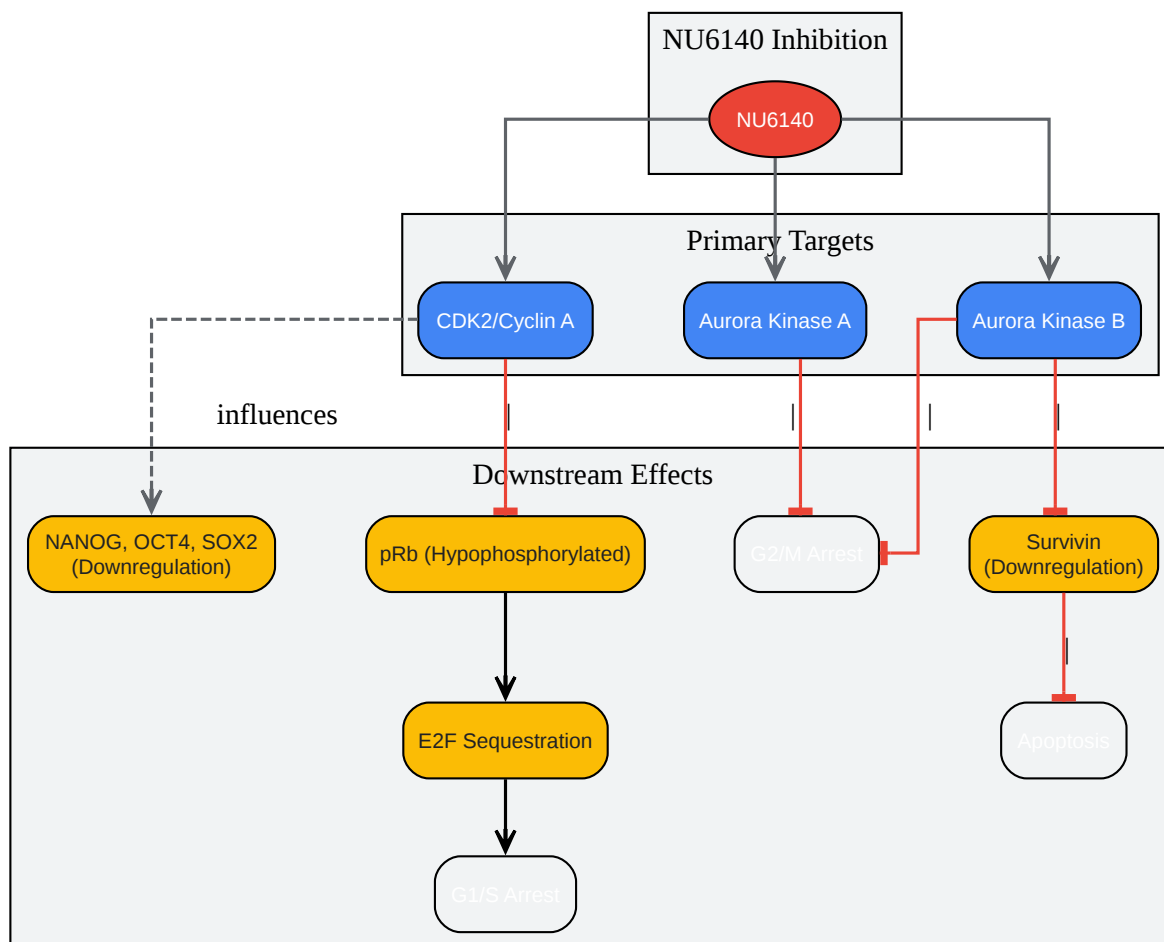 NU6140 Inhibition
NU6140
Primary Targets
CDK2/Cyclin A
Aurora Kinase A
Aurora Kinase B
influences
|
|
|
|
Downstream Effects
NANOG, OCT4, SOX2
(Downregulation)
pRb (Hypophosphorylated)
G2/M Arrest
Survivin
(Downregulation)
|
E2F Sequestration
Apoptosis
G1/S Arrest